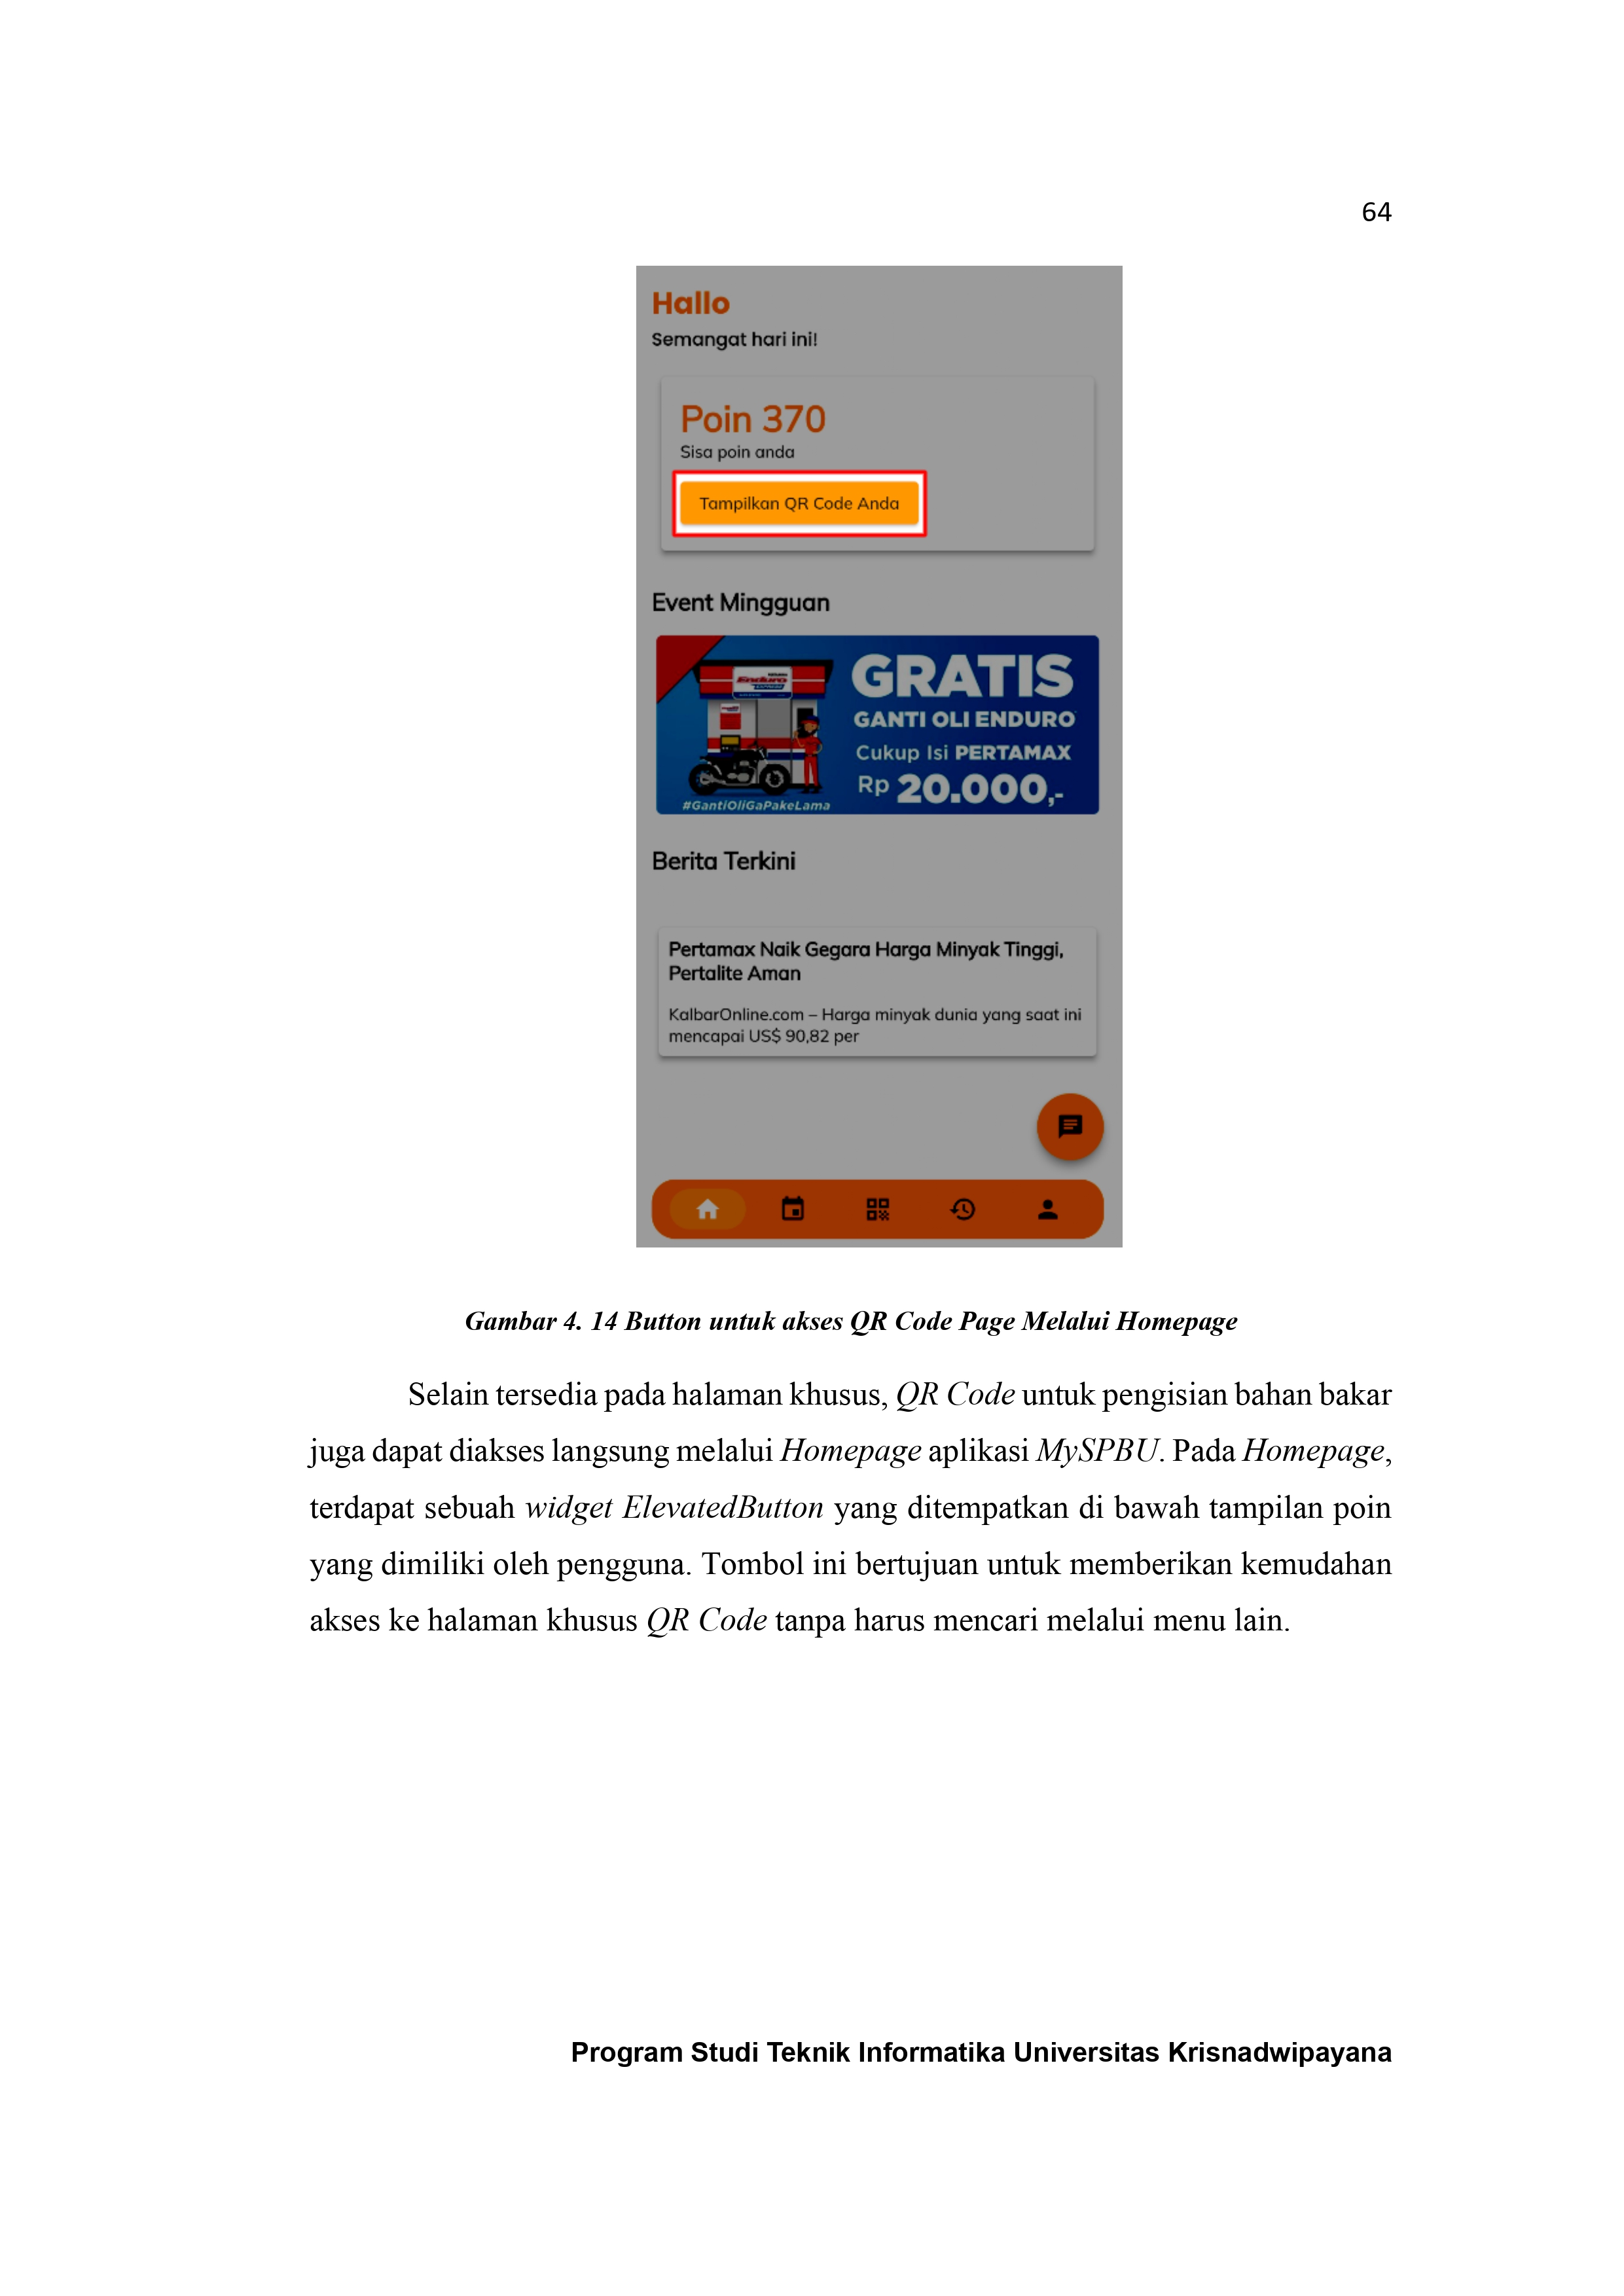 64
Hallo
Semangat hari ini!
Poin 370
Sisa poin anda
Tampilkan QR Code Anda
Event Mingguan
Enduro
GRATIS
GANTI OLI ENDURO
Cukup Isi PERTAMAX
Rp 20.000,-
#GantiOliGaPakeLama
Berita Terkini
Pertamax Naik Gegara Harga Minyak Tinggi,
Pertalite Aman
KalbarOnline.com – Harga minyak dunia yang saat ini
mencapai US$ 90,82 per
Gambar 4. 14 Button untuk akses QR Code Page Melalui Homepage
Selain tersedia pada halaman khusus, QR Code untuk pengisian bahan bakar
juga dapat diakses langsung melalui Homepage aplikasi MySPBU. Pada Homepage,
terdapat sebuah widget ElevatedButton yang ditempatkan di bawah tampilan poin
yang dimiliki oleh pengguna. Tombol ini bertujuan untuk memberikan kemudahan
akses ke halaman khusus QR Code tanpa harus mencari melalui menu lain.
Program Studi Teknik Informatika Universitas Krisnadwipayana